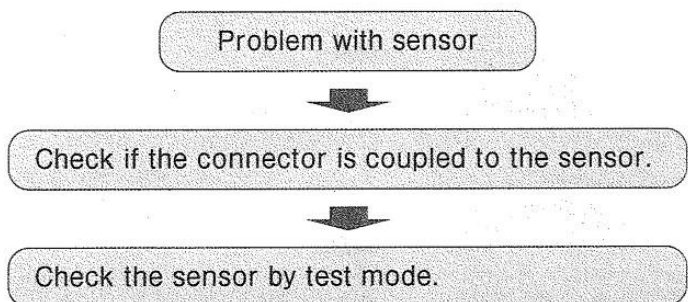 Problem with sensor
Check if the connector is coupled to the sensor.
Check the sensor by test mode.